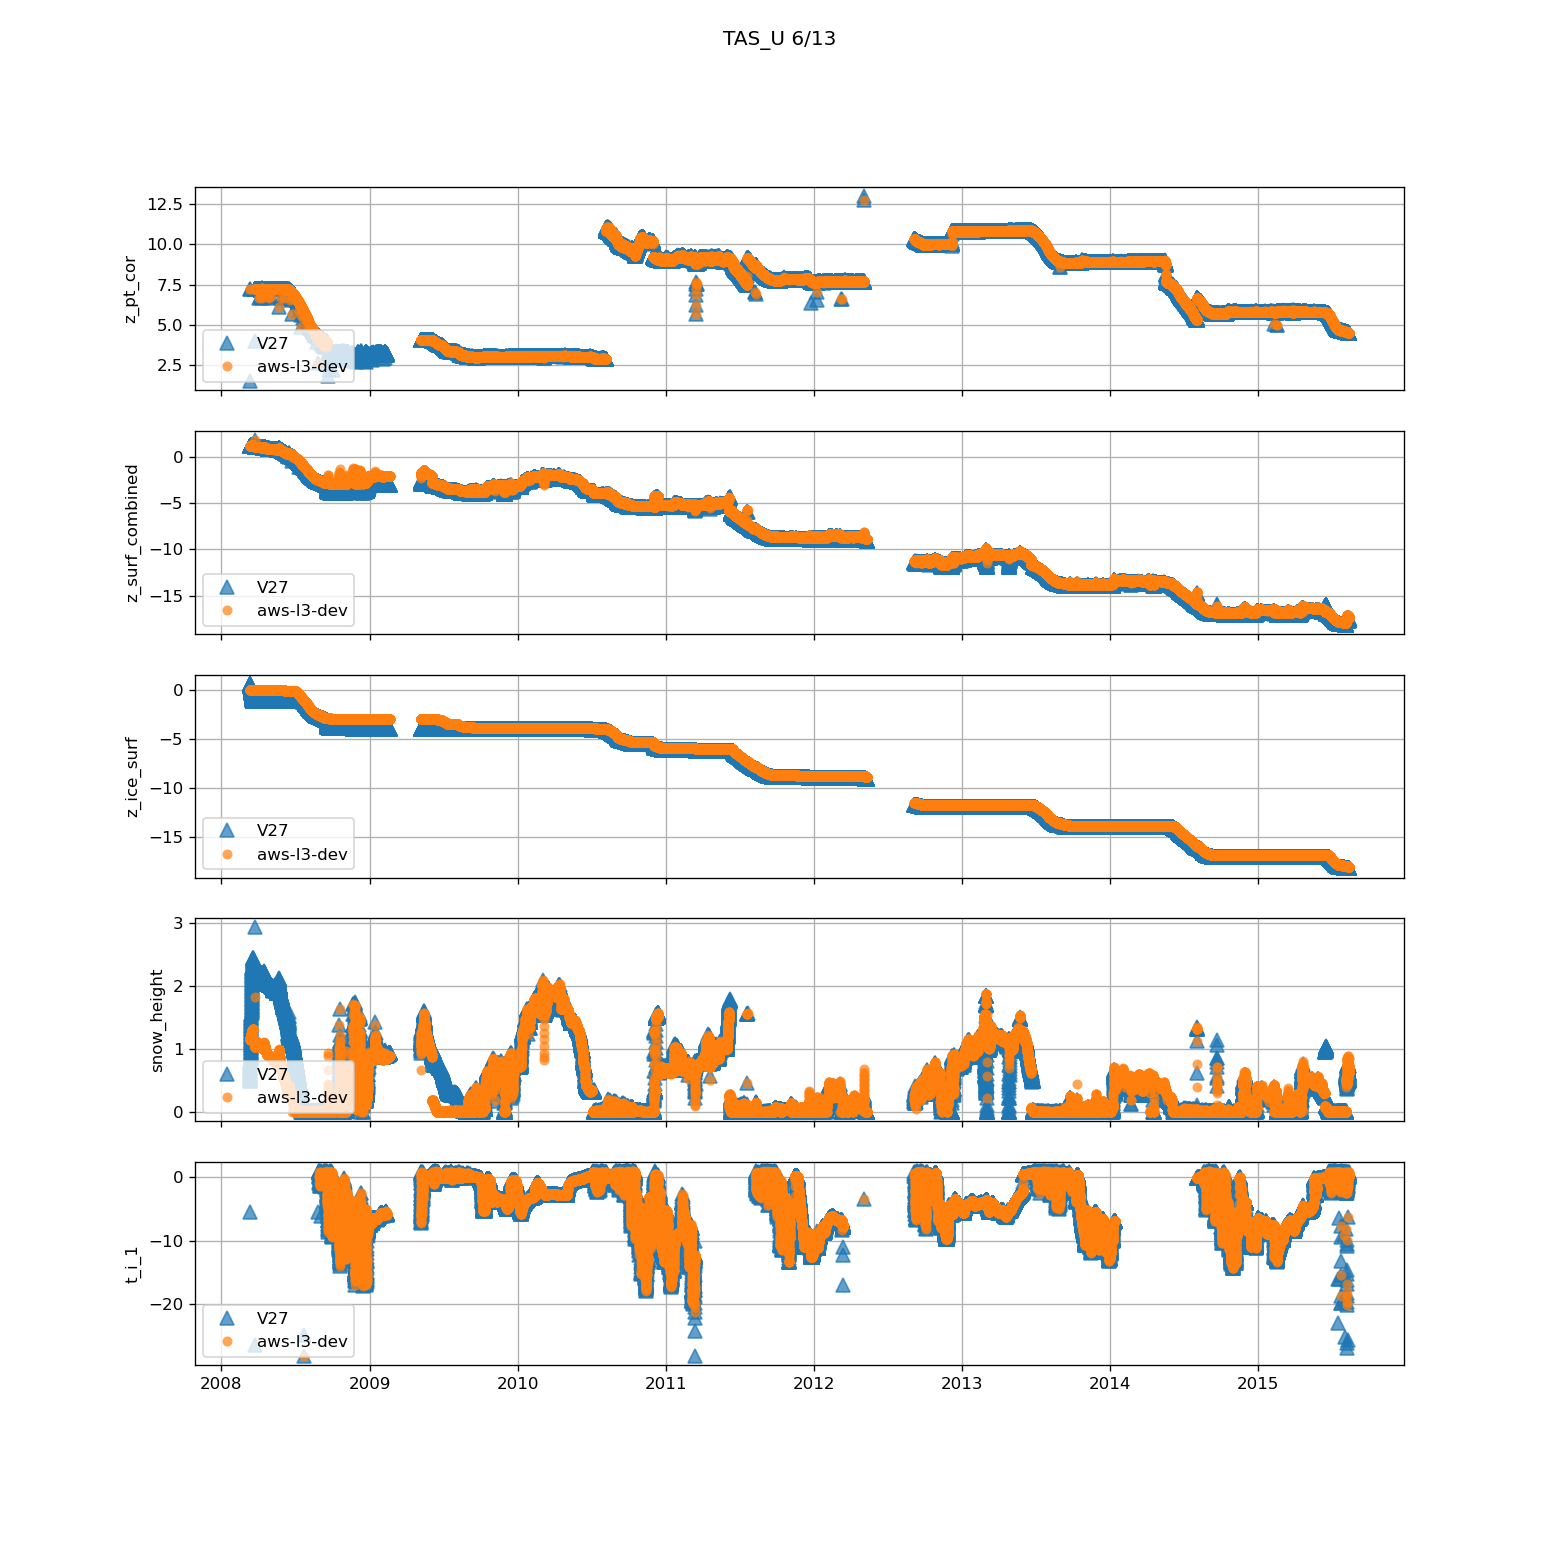 TAS_U 6/13
z_pt_cor
12.5
10.0
7.5
5.0
2.5
V27
aws-l3-dev
z_surf_combined
0
−5
−10
−15
V27
aws-l3-dev
z_ice_surf
0
−5
−10
−15
V27
aws-l3-dev
snow_height
3
2
1
0
V27
aws-l3-dev
t_i_1
0
−10
−20
V27
aws-l3-dev
2008 2009 2010 2011 2012 2013 2014 2015